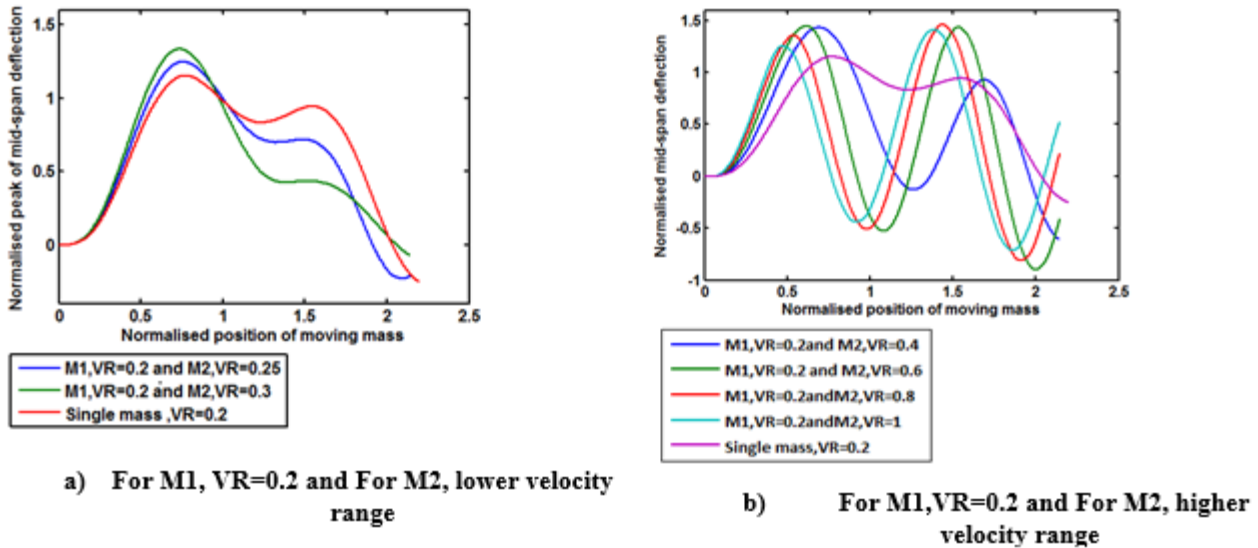 Normalised peak of mid-span deflection
1.5
1
0.5
0
0 0.5 1 1.5 2 2.5
Normalised position of moving mass
M1,VR=0.2 and M2,VR=0.25
M1,VR=0.2 and M2,VR=0.3
Single mass ,VR=0.2
a) For M1, VR=0.2 and For M2, lower velocity
range
Normalised mid-span deflection
1.5
1
0.5
0
-0.5
-1
0 0.5 1 1.5 2 2.5
Normalised position of moving mass
M1,VR=0.2and M2,VR=0.4
M1,VR=0.2 and M2,VR=0.6
M1,VR=0.2andM2,VR=0.8
M1,VR=0.2andM2,VR=1
Single mass,VR=0.2
b) For M1,VR=0.2 and For M2, higher
velocity range